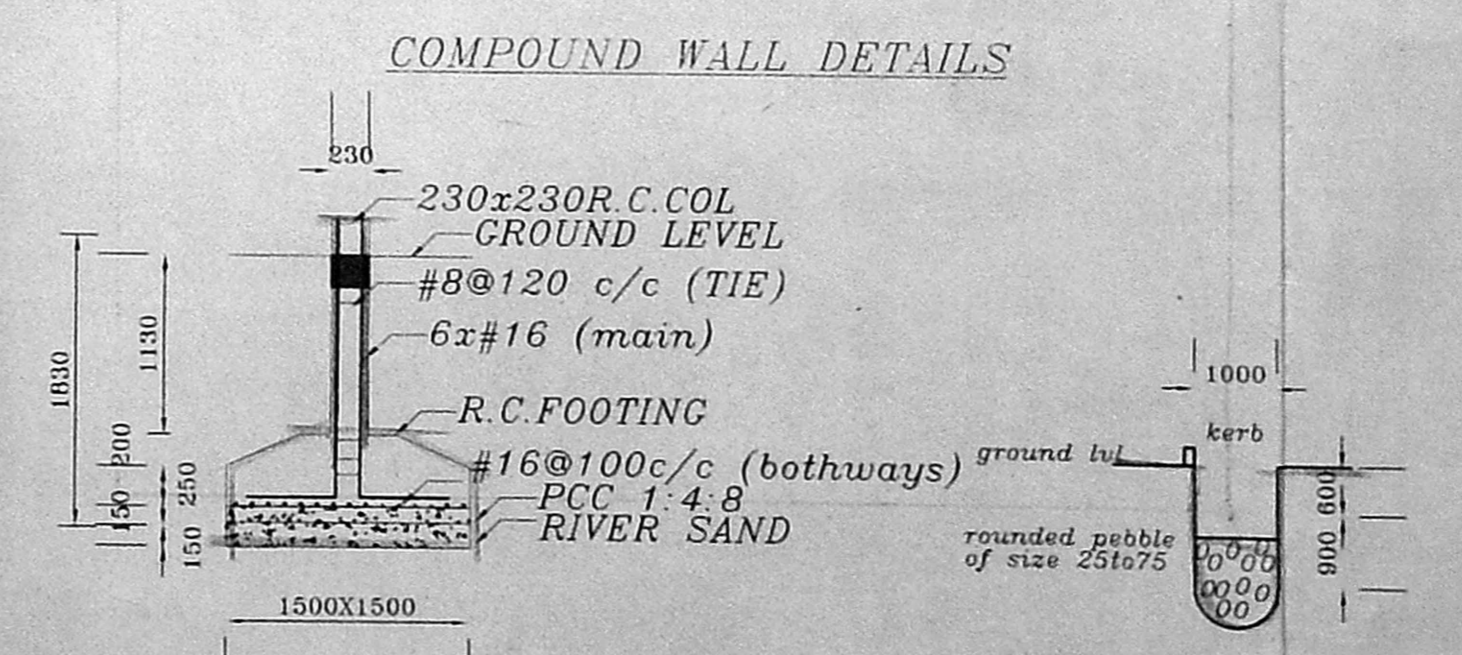 COMPOUND WALL DETAILS
230
230x230R.C.COL
GROUND LEVEL
#8@120 c/c (TIE)
6x#16 (main)
R.C.FOOTING
#16@100c/c (bothways)
PCC 1:4:8
RIVER SAND
1830
1130
200
250
150
150
1500X1500
1000
kerb
ground lvl
600
rounded pebble
of size 25to75
900